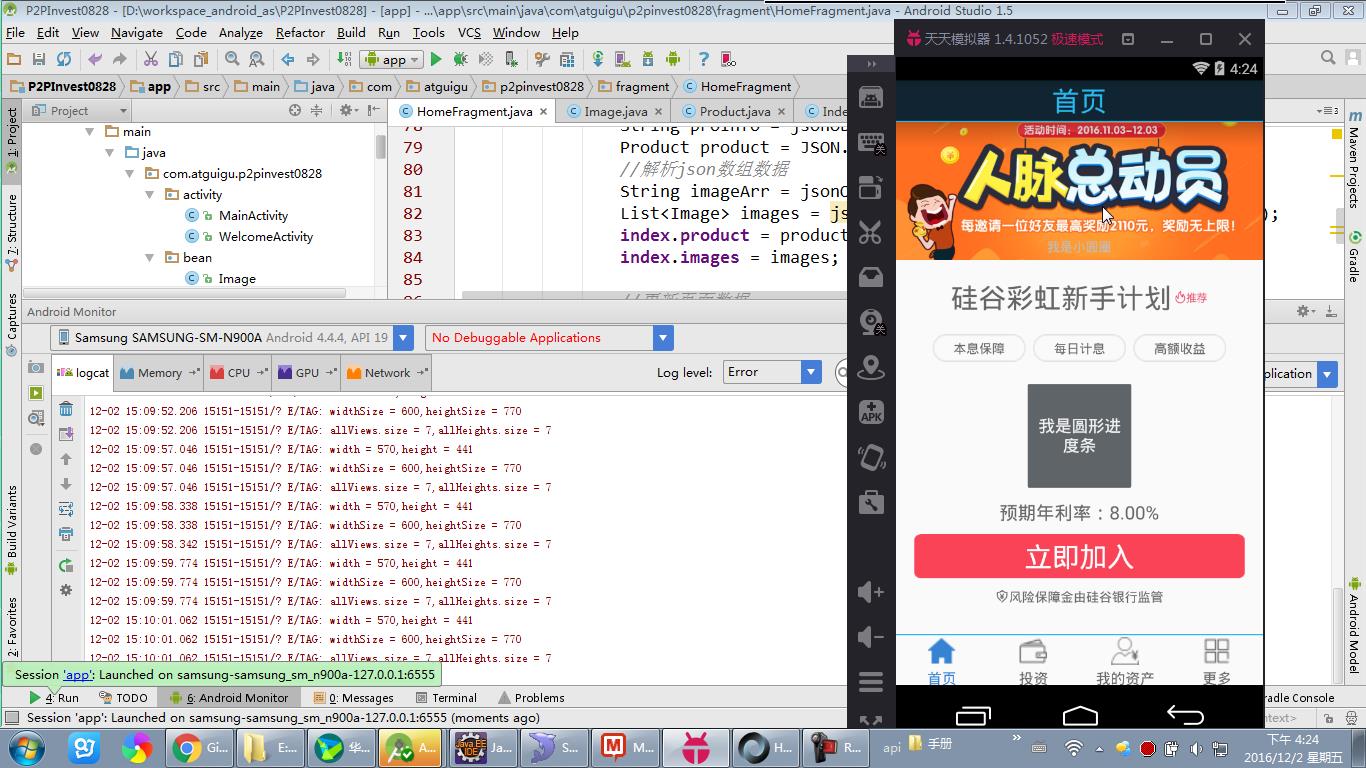 P2PInvest0828 - [D:\workspace_android_as\P2PInvest0828] - [app] - ...\app\src\main\java\com\atguigu\p2pinvest0828\fragment\HomeFragment.java - Android Studio 1.5
File Edit View Navigate Code Analyze Refactor Build Run Tools VCS Window Help
app
P2PInvest0828 app src main java com atguigu p2pinvest0828 fragment HomeFragment
Project
HomeFragment.java Image.java Product.java
1: Project
7: Structure
Captures
Build Variants
2: Favorites
main
java
com.atguigu.p2pinvest0828
activity
MainActivity
WelcomeActivity
bean
Image
79 Product product = JSON.
80 //解析json数组数据
81 String imageArr =
82 List<Image> images =
83 index.product = product
84 index.images = images;
85
Android Monitor
Samsung SAMSUNG-SM-N900A Android 4.4.4, API 19
No Debuggable Applications
logcat Memory CPU GPU Network
Log level: Error
12-02 15:09:52.206 15151-15151/? E/TAG: widthSize = 600,heightSize = 770
12-02 15:09:52.206 15151-15151/? E/TAG: allViews.size = 7,allHeights.size = 7
12-02 15:09:57.046 15151-15151/? E/TAG: width = 570,height = 441
12-02 15:09:57.046 15151-15151/? E/TAG: widthSize = 600,heightSize = 770
12-02 15:09:57.046 15151-15151/? E/TAG: allViews.size = 7,allHeights.size = 7
12-02 15:09:58.338 15151-15151/? E/TAG: width = 570,height = 441
12-02 15:09:58.338 15151-15151/? E/TAG: widthSize = 600,heightSize = 770
12-02 15:09:58.342 15151-15151/? E/TAG: allViews.size = 7,allHeights.size = 7
12-02 15:09:59.774 15151-15151/? E/TAG: width = 570,height = 441
12-02 15:09:59.774 15151-15151/? E/TAG: widthSize = 600,heightSize = 770
12-02 15:09:59.774 15151-15151/? E/TAG: allViews.size = 7,allHeights.size = 7
12-02 15:10:01.062 15151-15151/? E/TAG: width = 570,height = 441
12-02 15:10:01.062 15151-15151/? E/TAG: widthSize = 600,heightSize = 770
12-02 15:10:01.062 15151-15151/? E/TAG: allViews.size = 7,allHeights.size = 7
Session 'app': Launched on samsung-samsung_sm_n900a-127.0.0.1:6555
4: Run TODO 6: Android Monitor 0: Messages Terminal Problems
Session 'app': Launched on samsung-samsung_sm_n900a-127.0.0.1:6555 (moments ago)
天天模拟器 1.4.1052 极速模式
关
关
APK
4:24
首页
活动时间：2016.11.03-12.03
人脉总动员
每邀请一位好友最高奖励2110元，奖励无上限！
我是小圆圈
硅谷彩虹新手计划 推荐
本息保障 每日计息 高额收益
我是圆形进
度条
预期年利率：8.00%
立即加入
风险保障金由硅谷银行监管
首页 投资 我的资产 更多
Maven Projects
Gradle
Android Model
Gi... E... 华... A... Ja... S... M... H... R...
api 手册
下午 4:24
2016/12/2 星期五